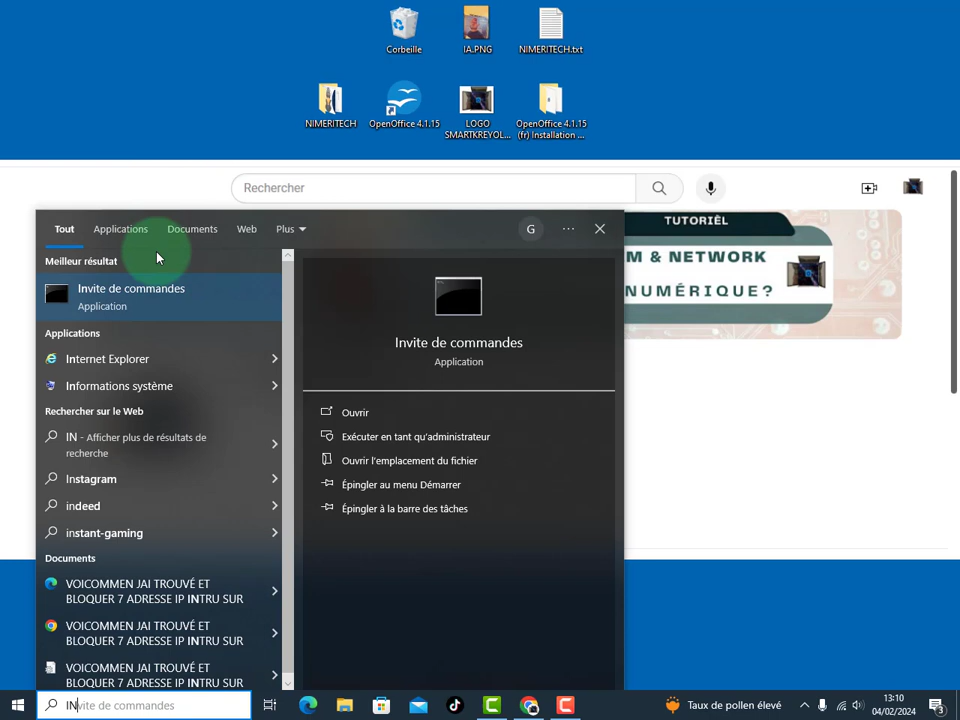 Corbeille
IA.PNG
NIMERITECH.txt
NIMERITECH
OpenOffice 4.1.15
LOGO
SMARTKREYOL...
OpenOffice 4.1.15
(fr) Installation ...
Rechercher
TUTORIÈL
M & NETWORK
NUMÉRIQUE?
Tout
Applications
Documents
Web
Plus
G
...
Meilleur résultat
Invite de commandes
Application
Applications
Internet Explorer
Informations système
Rechercher sur le Web
IN - Afficher plus de résultats de
recherche
Instagram
indeed
instant-gaming
Documents
VOICOMMEN JAI TROUVÉ ET
BLOQUER 7 ADRESSE IP INTRU SUR
VOICOMMEN JAI TROUVÉ ET
BLOQUER 7 ADRESSE IP INTRU SUR
VOICOMMEN JAI TROUVÉ ET
BLOQUER 7 ADRESSE IP INTRU SUR
Invite de commandes
Application
Ouvrir
Exécuter en tant qu'administrateur
Ouvrir l'emplacement du fichier
Épingler au menu Démarrer
Épingler à la barre des tâches
INvite de commandes
Taux de pollen élevé
13:10
04/02/2024
3